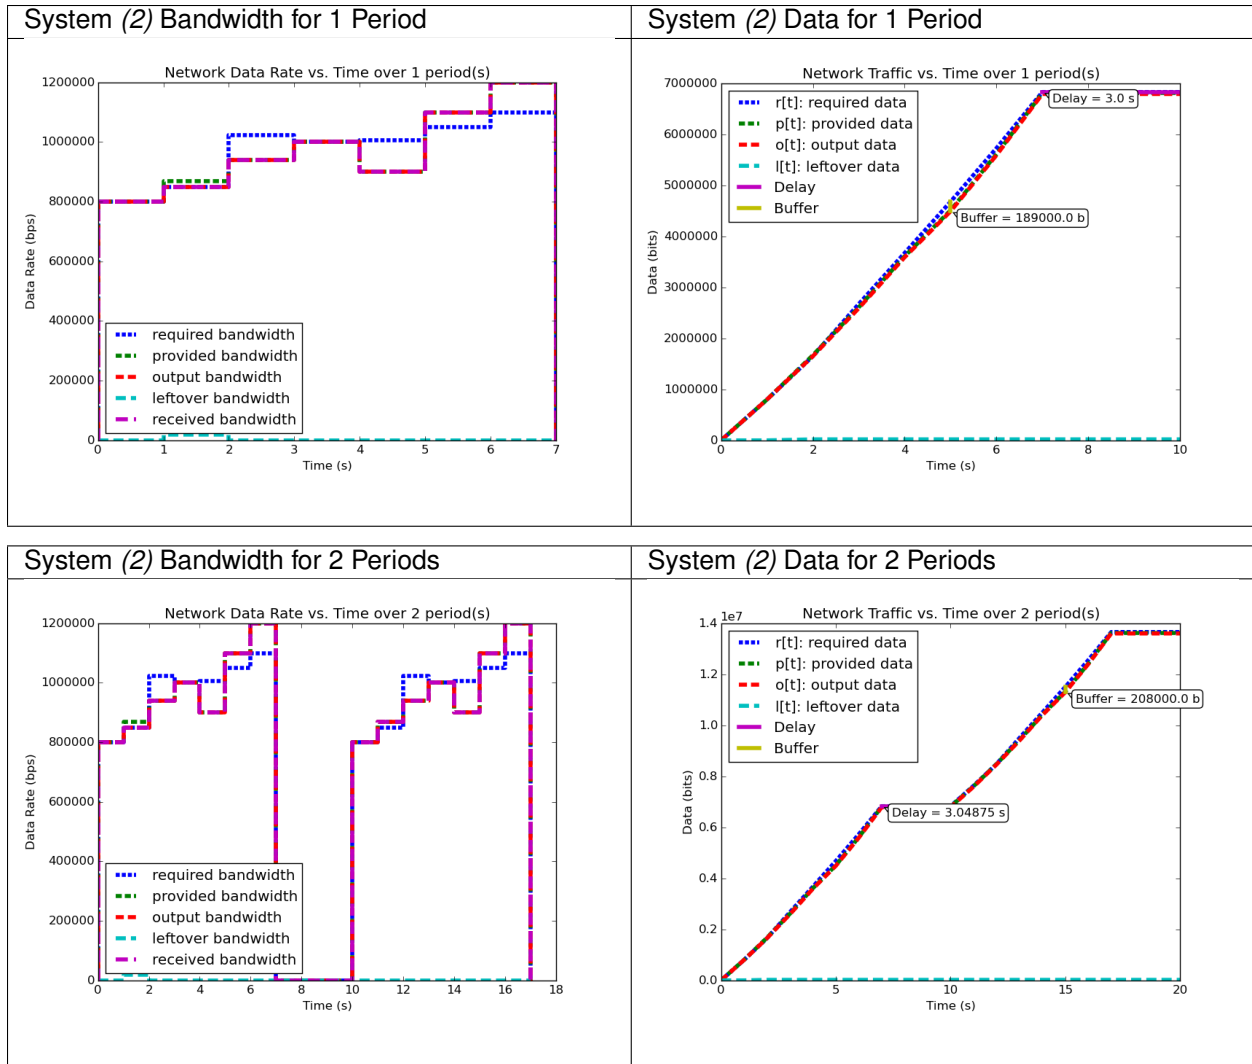 System (2) Bandwidth for 1 Period
System (2) Data for 1 Period
Network Data Rate vs. Time over 1 period(s)
1200000
1000000
800000
600000
400000
200000
0
Data Rate (bps)
required bandwidth
provided bandwidth
output bandwidth
leftover bandwidth
received bandwidth
0 1 2 3 4 5 6 7
Time (s)
Network Traffic vs. Time over 1 period(s)
7000000
6000000
5000000
4000000
3000000
2000000
1000000
0
Data (bits)
r[t]: required data
p[t]: provided data
o[t]: output data
l[t]: leftover data
Delay
Buffer
Delay = 3.0 s
Buffer = 189000.0 b
0 2 4 6 8 10
Time (s)
System (2) Bandwidth for 2 Periods
System (2) Data for 2 Periods
Network Data Rate vs. Time over 2 period(s)
1200000
1000000
800000
600000
400000
200000
0
Data Rate (bps)
required bandwidth
provided bandwidth
output bandwidth
leftover bandwidth
received bandwidth
0 2 4 6 8 10 12 14 16 18
Time (s)
Network Traffic vs. Time over 2 period(s)
1e7
1.4
1.2
1.0
0.8
0.6
0.4
0.2
0.0
Data (bits)
r[t]: required data
p[t]: provided data
o[t]: output data
l[t]: leftover data
Delay
Buffer
Buffer = 208000.0 b
Delay = 3.04875 s
0 5 10 15 20
Time (s)